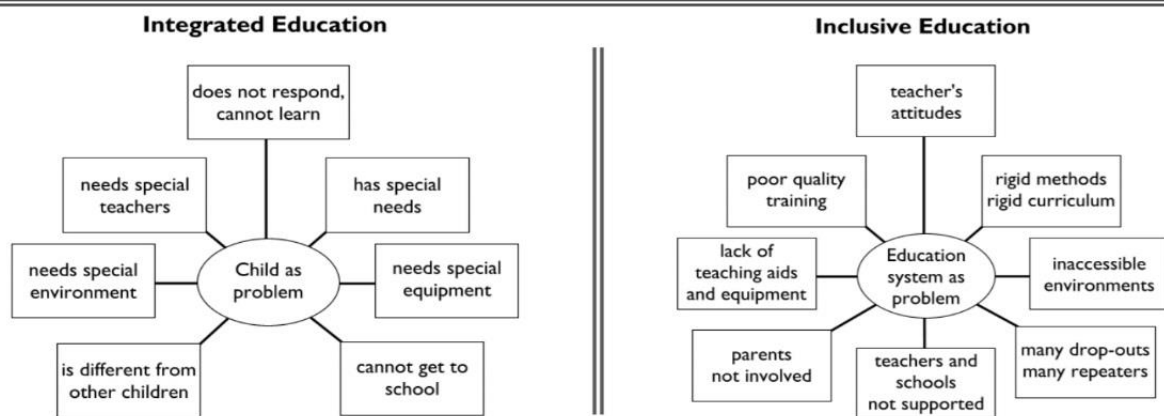 Integrated Education
does not respond,
cannot learn
needs special
teachers
has special
needs
needs special
environment
Child as
problem
needs special
equipment
is different from
other children
cannot get to
school
Inclusive Education
teacher's
attitudes
poor quality
training
rigid methods
rigid curriculum
lack of
teaching aids
and equipment
Education
system as
problem
inaccessible
environments
parents
not involved
teachers and
schools
not supported
many drop-outs
many repeaters